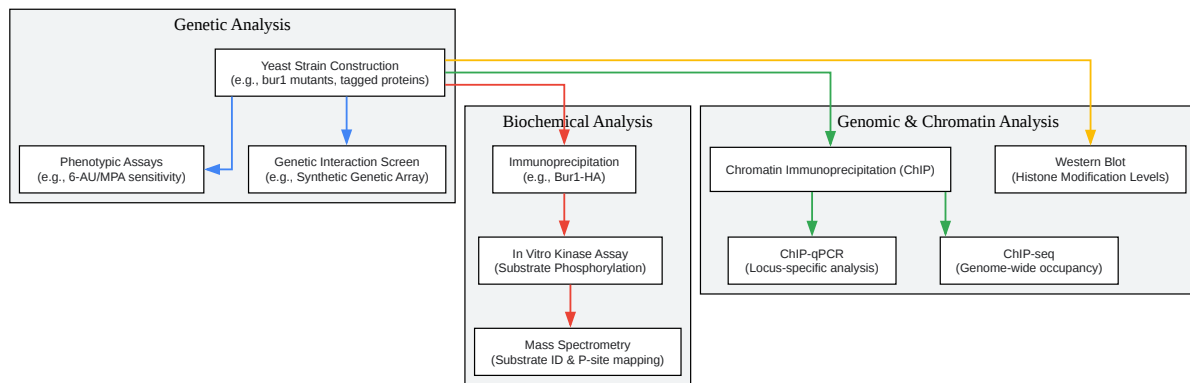 Genetic Analysis
Yeast Strain Construction
(e.g., bur1 mutants, tagged proteins)
Phenotypic Assays
(e.g., 6-AU/MPA sensitivity)
Genetic Interaction Screen
(e.g., Synthetic Genetic Array)
Biochemical Analysis
Immunoprecipitation
(e.g., Bur1-HA)
In Vitro Kinase Assay
(Substrate Phosphorylation)
Mass Spectrometry
(Substrate ID & P-site mapping)
Genomic & Chromatin Analysis
Chromatin Immunoprecipitation (ChIP)
Western Blot
(Histone Modification Levels)
ChIP-qPCR
(Locus-specific analysis)
ChIP-seq
(Genome-wide occupancy)